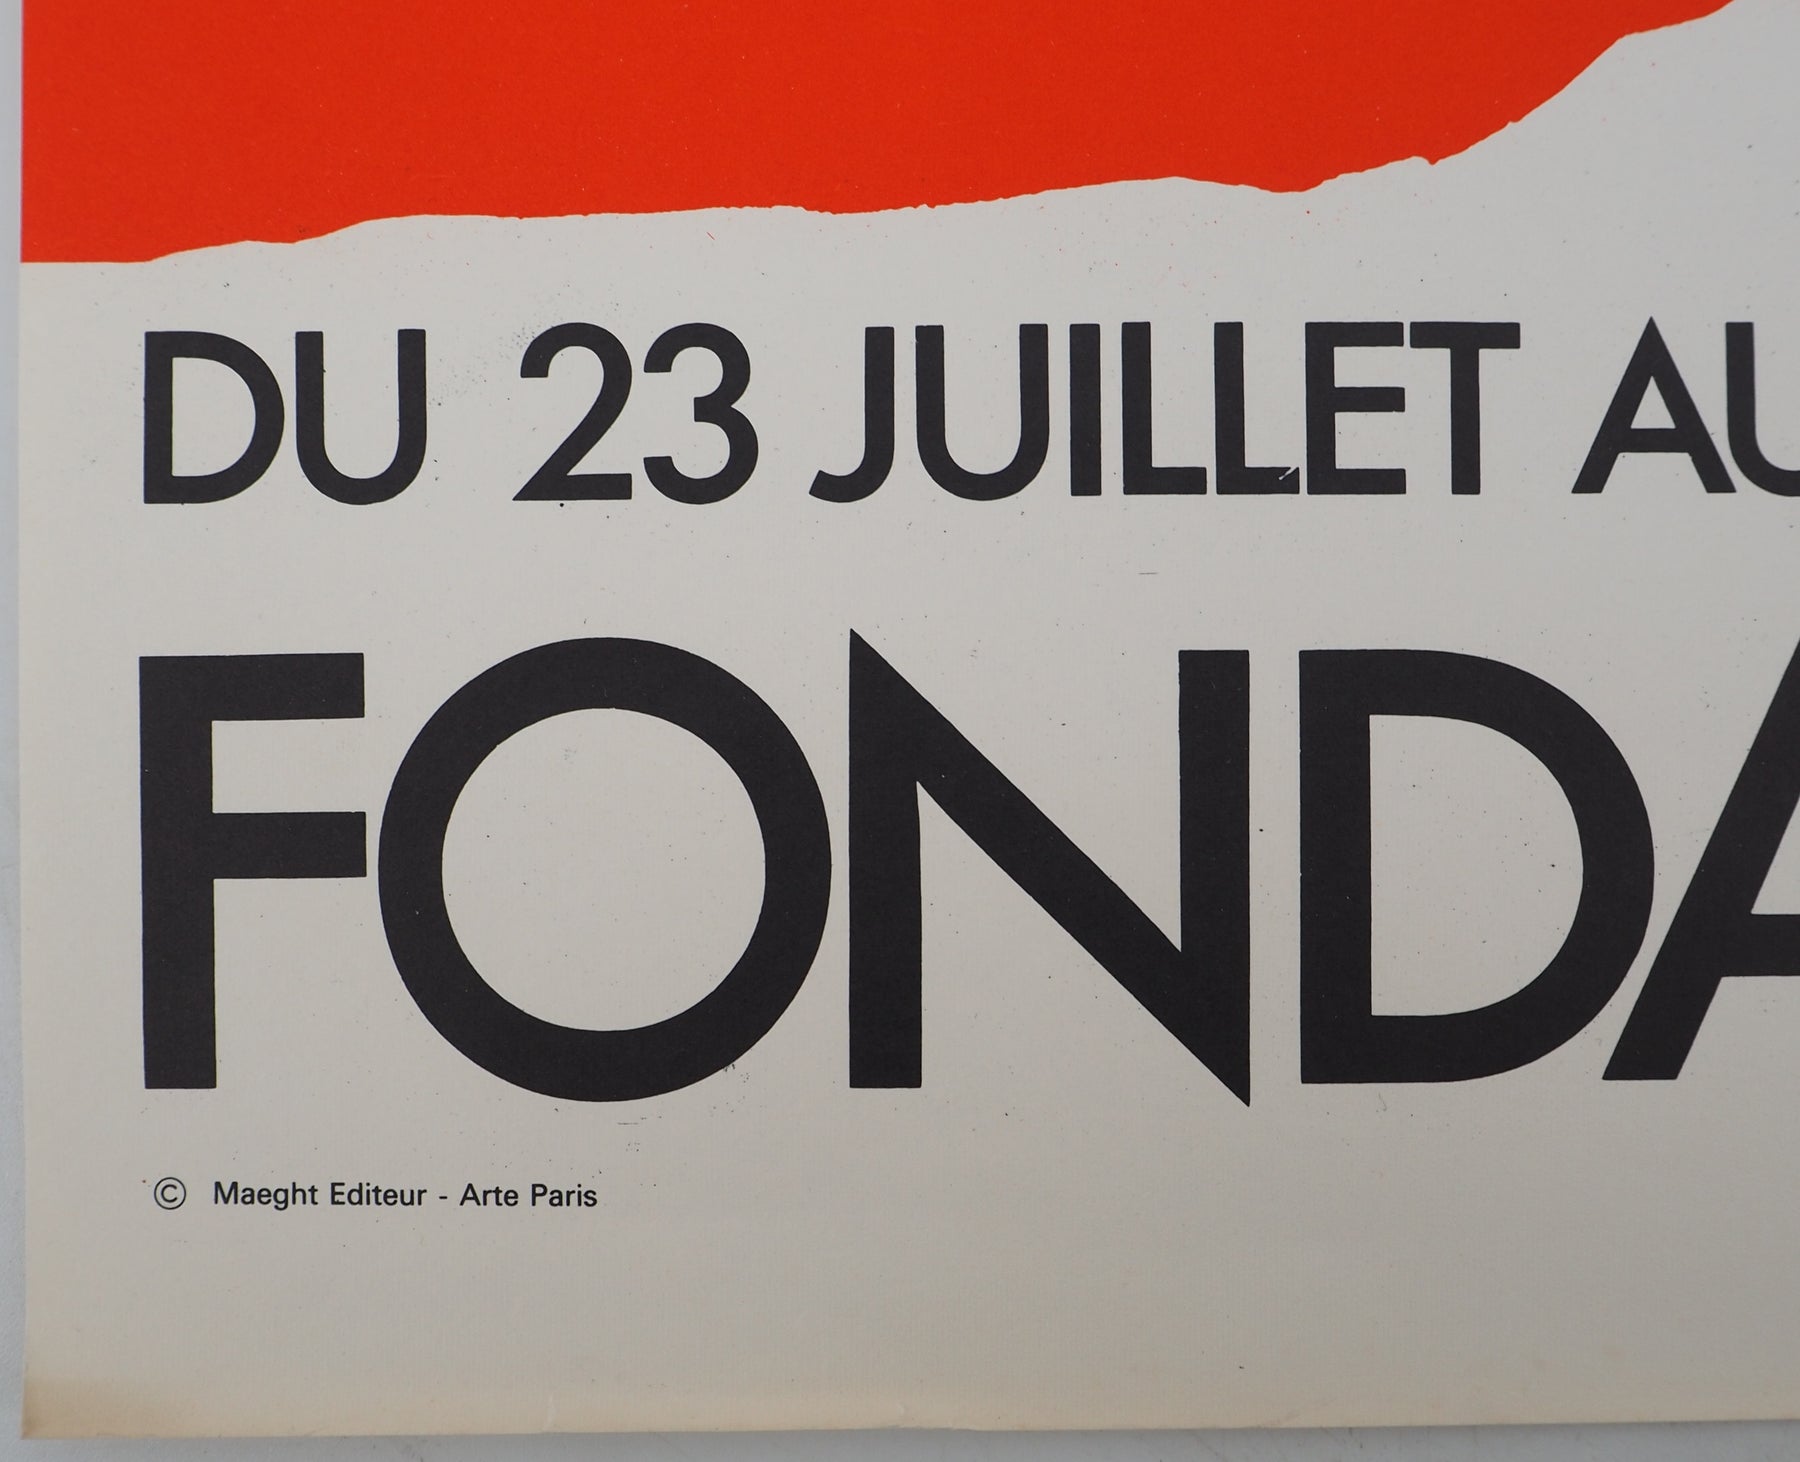 DU 23 JUILLET AU
FONDA
© Maeght Editeur - Arte Paris